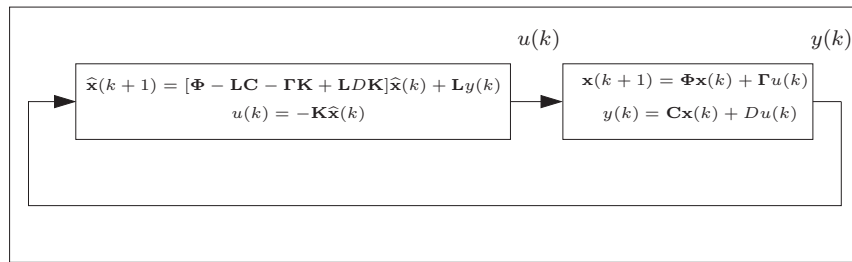 u(k) y(k)
x̂(k + 1) = [Φ − LC − ΓK + LDK]x̂(k) + Ly(k)
u(k) = −Kx̂(k)
x(k + 1) = Φx(k) + Γu(k)
y(k) = Cx(k) + Du(k)